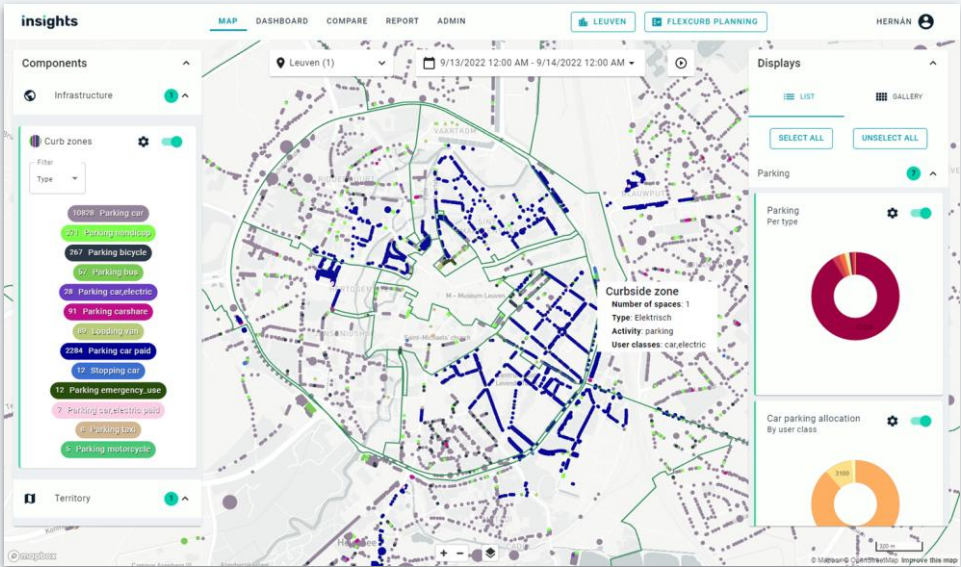 insights
MAP
DASHBOARD
COMPARE
REPORT
ADMIN
LEUVEN
FLEXCURB PLANNING
HERNÁN
Components
Infrastructure
1
Curb zones
Filter
Type
10828 Parking car
Parking handicap
267 Parking bicycle
57 Parking bus
28 Parking car,electric
91 Parking carshare
Loading van
2284 Parking car paid
12 Stopping car
12 Parking emergency_use
7 Parking car,electric paid
Parking taxi
5 Parking motorcycle
Territory
1
Leuven (1)
9/13/2022 12:00 AM - 9/14/2022 12:00 AM
VAARTKOM
M - Museum Leuven
Saint-Michael's church
Curbside zone
Number of spaces: 1
Type: Elektrisch
Activity: parking
User classes: car,electric
Displays
LIST
GALLERY
SELECT ALL
UNSELECT ALL
Parking
7
Parking
Per type
Car parking allocation
By user class
3100
mapbox
+ −
© Mapbox © OpenStreetMap Improve this map